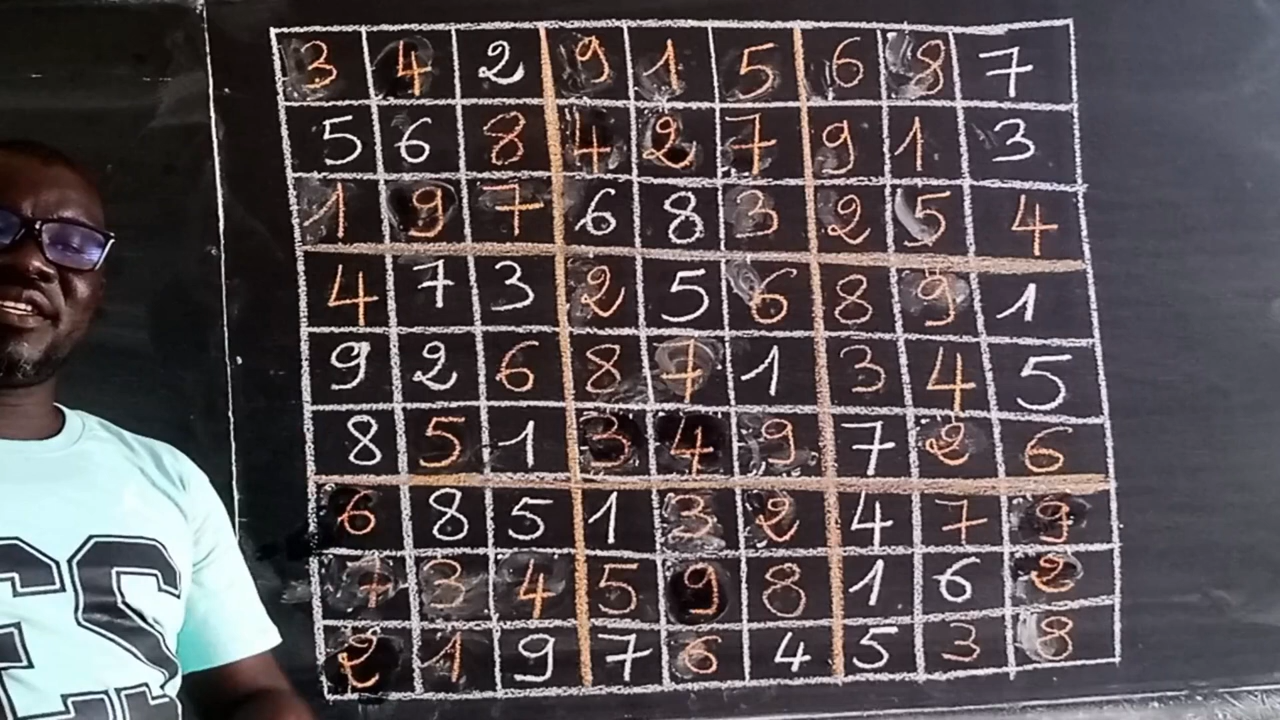 3 4 2 9 1 5 6 8 7
5 6 8 4 2 7 9 1 3
1 9 7 6 8 3 2 5 4
4 7 3 2 5 6 8 9 1
9 2 6 8 7 1 3 4 5
8 5 1 3 4 9 7 2 6
6 8 5 1 3 2 4 7 9
7 3 4 5 9 8 1 6 2
2 1 9 7 6 4 5 3 8